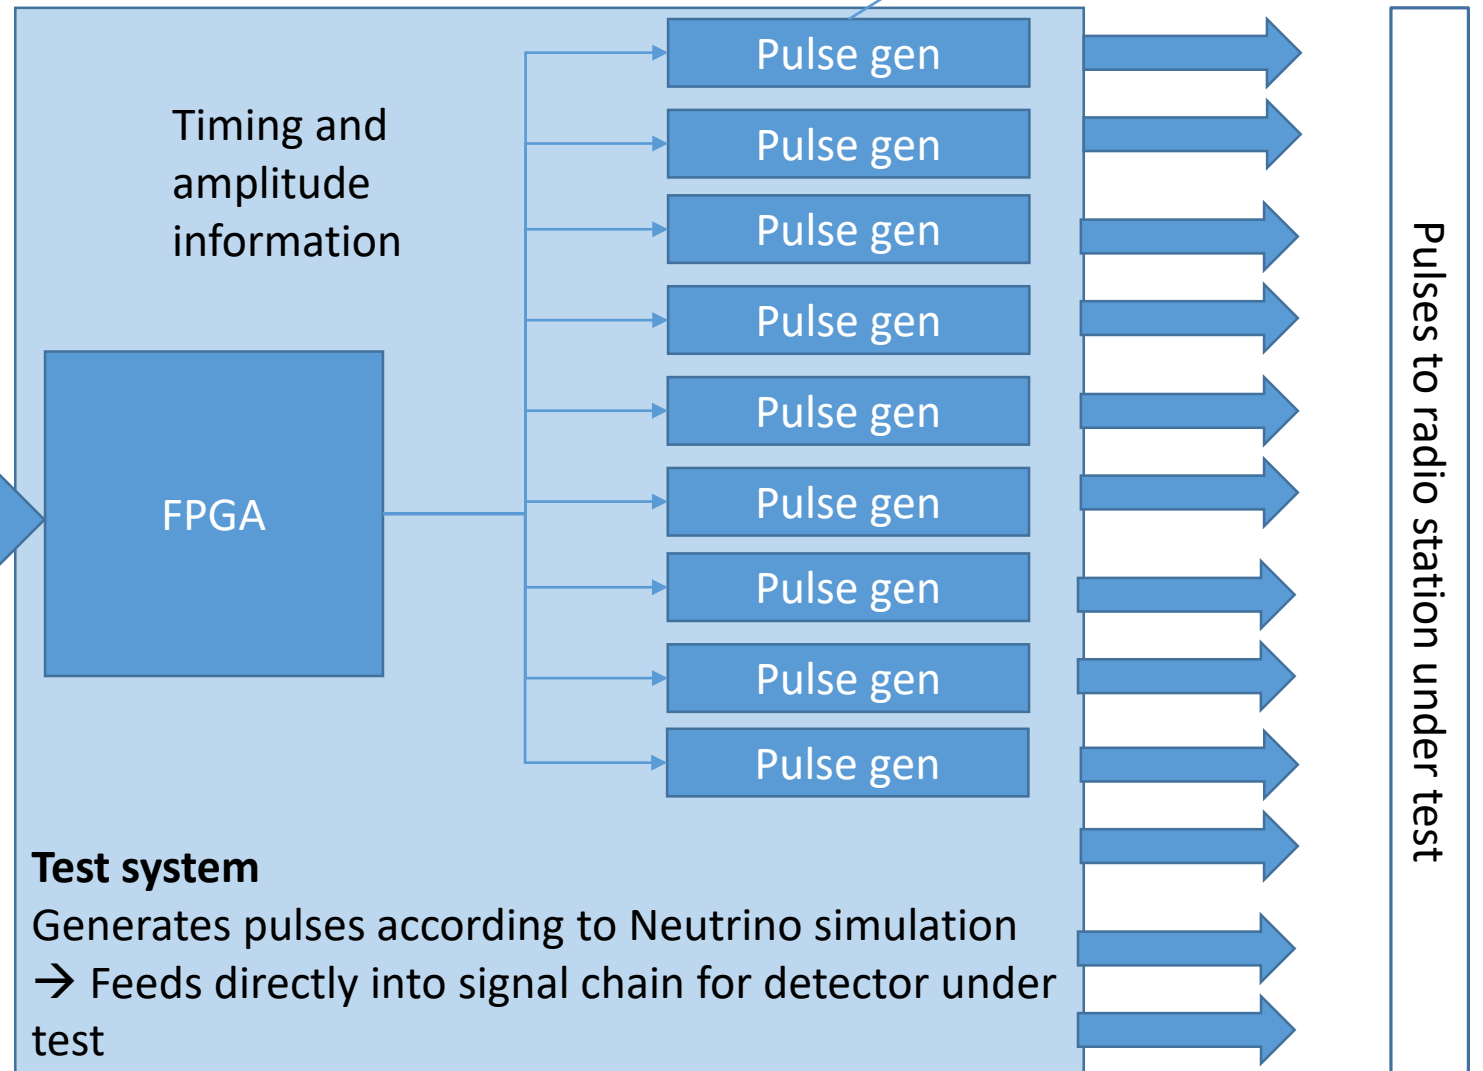 Pulse gen
Timing and
amplitude
information
Pulse gen
Pulse gen
Pulse gen
Pulse gen
FPGA
Pulse gen
Pulse gen
Pulse gen
Pulse gen
Test system
Generates pulses according to Neutrino simulation
→ Feeds directly into signal chain for detector under
test
Pulses to radio station under test